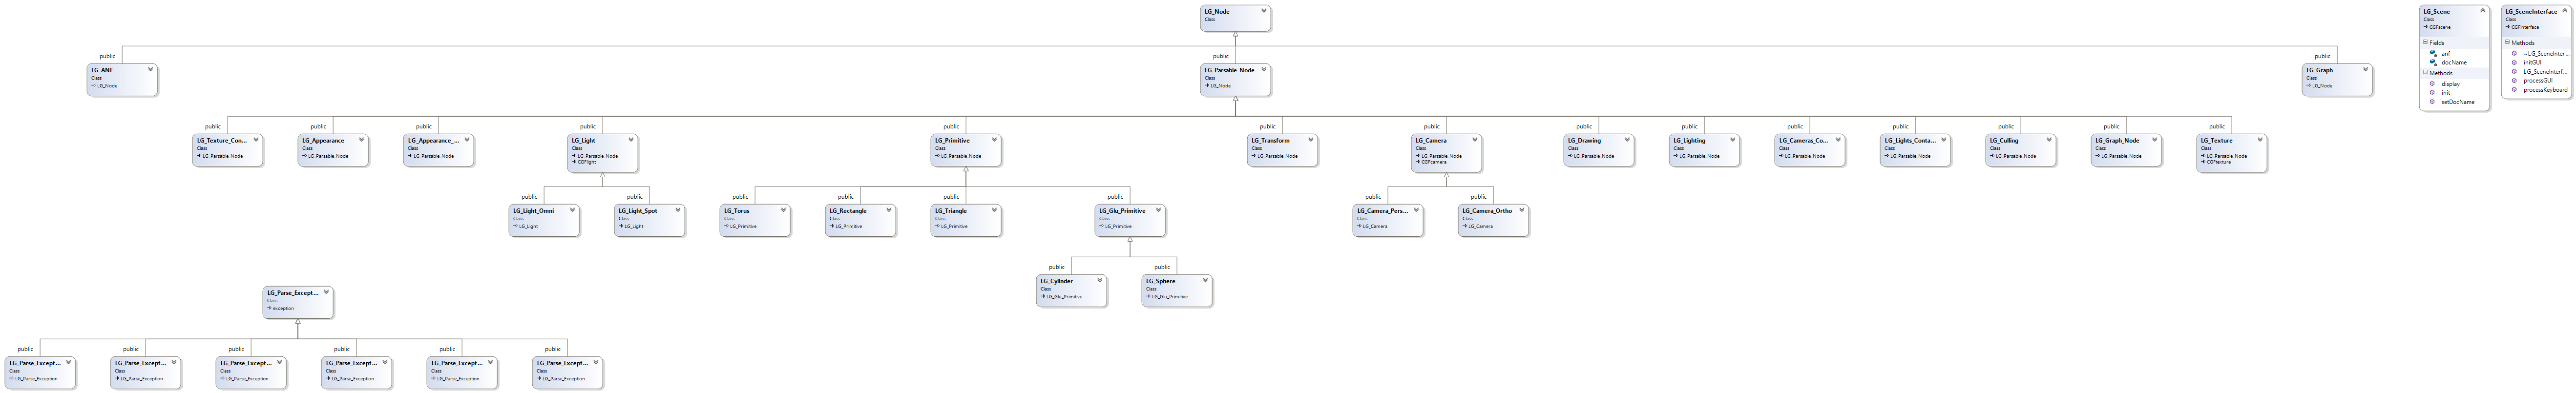 LG_Node
Class
LG_Scene
Class
CGFscene
Fields
anf
docName
Methods
display
init
setDocName
LG_SceneInterface
Class
CGFinterface
Methods
~LG_SceneInter...
initGUI
LG_SceneInterf...
processGUI
processKeyboard
public
public
public
LG_ANF
Class
LG_Node
LG_Parsable_Node
Class
LG_Node
LG_Graph
Class
LG_Node
public
public
public
public
public
public
public
public
public
public
public
public
public
public
LG_Texture_Con...
Class
LG_Parsable_Node
LG_Appearance
Class
LG_Parsable_Node
LG_Appearance_...
Class
LG_Parsable_Node
LG_Light
Class
LG_Parsable_Node
CGFlight
LG_Primitive
Class
LG_Parsable_Node
LG_Transform
Class
LG_Parsable_Node
LG_Camera
Class
LG_Parsable_Node
CGFcamera
LG_Drawing
Class
LG_Parsable_Node
LG_Lighting
Class
LG_Parsable_Node
LG_Cameras_Co...
Class
LG_Parsable_Node
LG_Lights_Conta...
Class
LG_Parsable_Node
LG_Culling
Class
LG_Parsable_Node
LG_Graph_Node
Class
LG_Parsable_Node
LG_Texture
Class
LG_Parsable_Node
CGFtexture
public
public
public
public
public
public
public
public
LG_Light_Omni
Class
LG_Light
LG_Light_Spot
Class
LG_Light
LG_Torus
Class
LG_Primitive
LG_Rectangle
Class
LG_Primitive
LG_Triangle
Class
LG_Primitive
LG_Glu_Primitive
Class
LG_Primitive
LG_Camera_Pers...
Class
LG_Camera
LG_Camera_Ortho
Class
LG_Camera
public
public
LG_Cylinder
Class
LG_Glu_Primitive
LG_Sphere
Class
LG_Glu_Primitive
LG_Parse_Except...
Class
exception
public
public
public
public
public
public
LG_Parse_Except...
Class
LG_Parse_Exception
LG_Parse_Except...
Class
LG_Parse_Exception
LG_Parse_Except...
Class
LG_Parse_Exception
LG_Parse_Except...
Class
LG_Parse_Exception
LG_Parse_Except...
Class
LG_Parse_Exception
LG_Parse_Except...
Class
LG_Parse_Exception